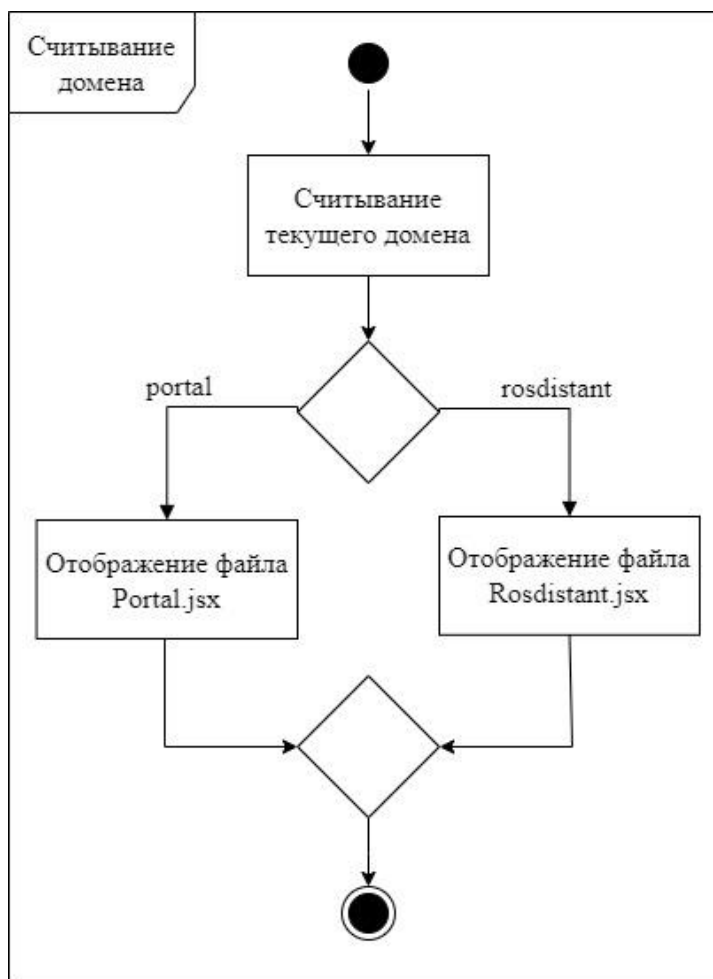 Считывание
домена
Считывание
текущего домена
portal
rosdistant
Отображение файла
Portal.jsx
Отображение файла
Rosdistant.jsx